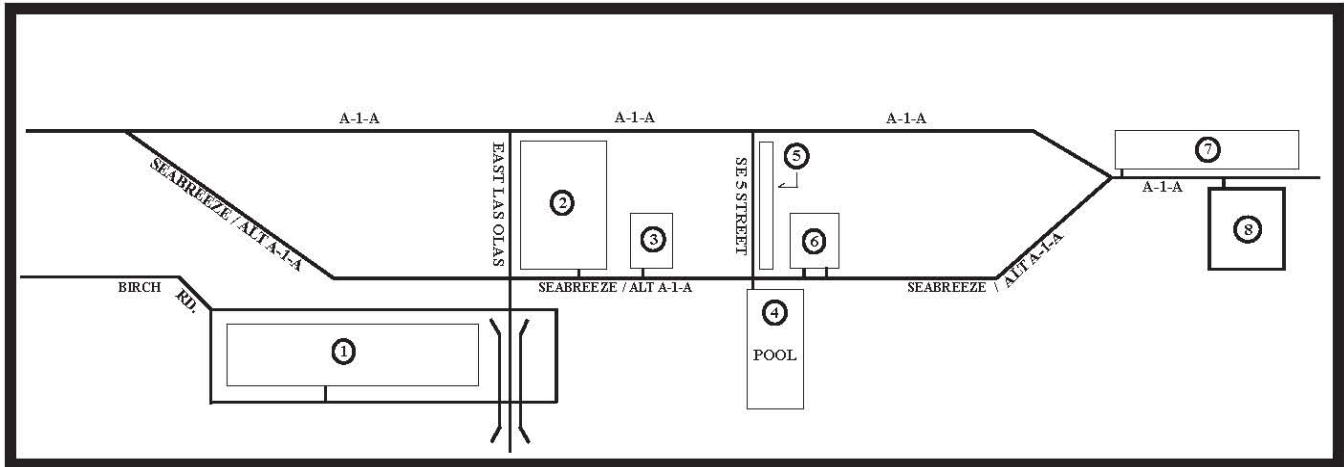 A-1-A
A-1-A
A-1-A
SEABREEZE / ALT A-1-A
EAST LAS OLAS
SE 5 STREET
1
2
3
4
5
6
7
8
A-1-A
SEABREEZE / ALT A-1-A
SEABREEZE / ALT A-1-A
BIRCH RD.
POOL